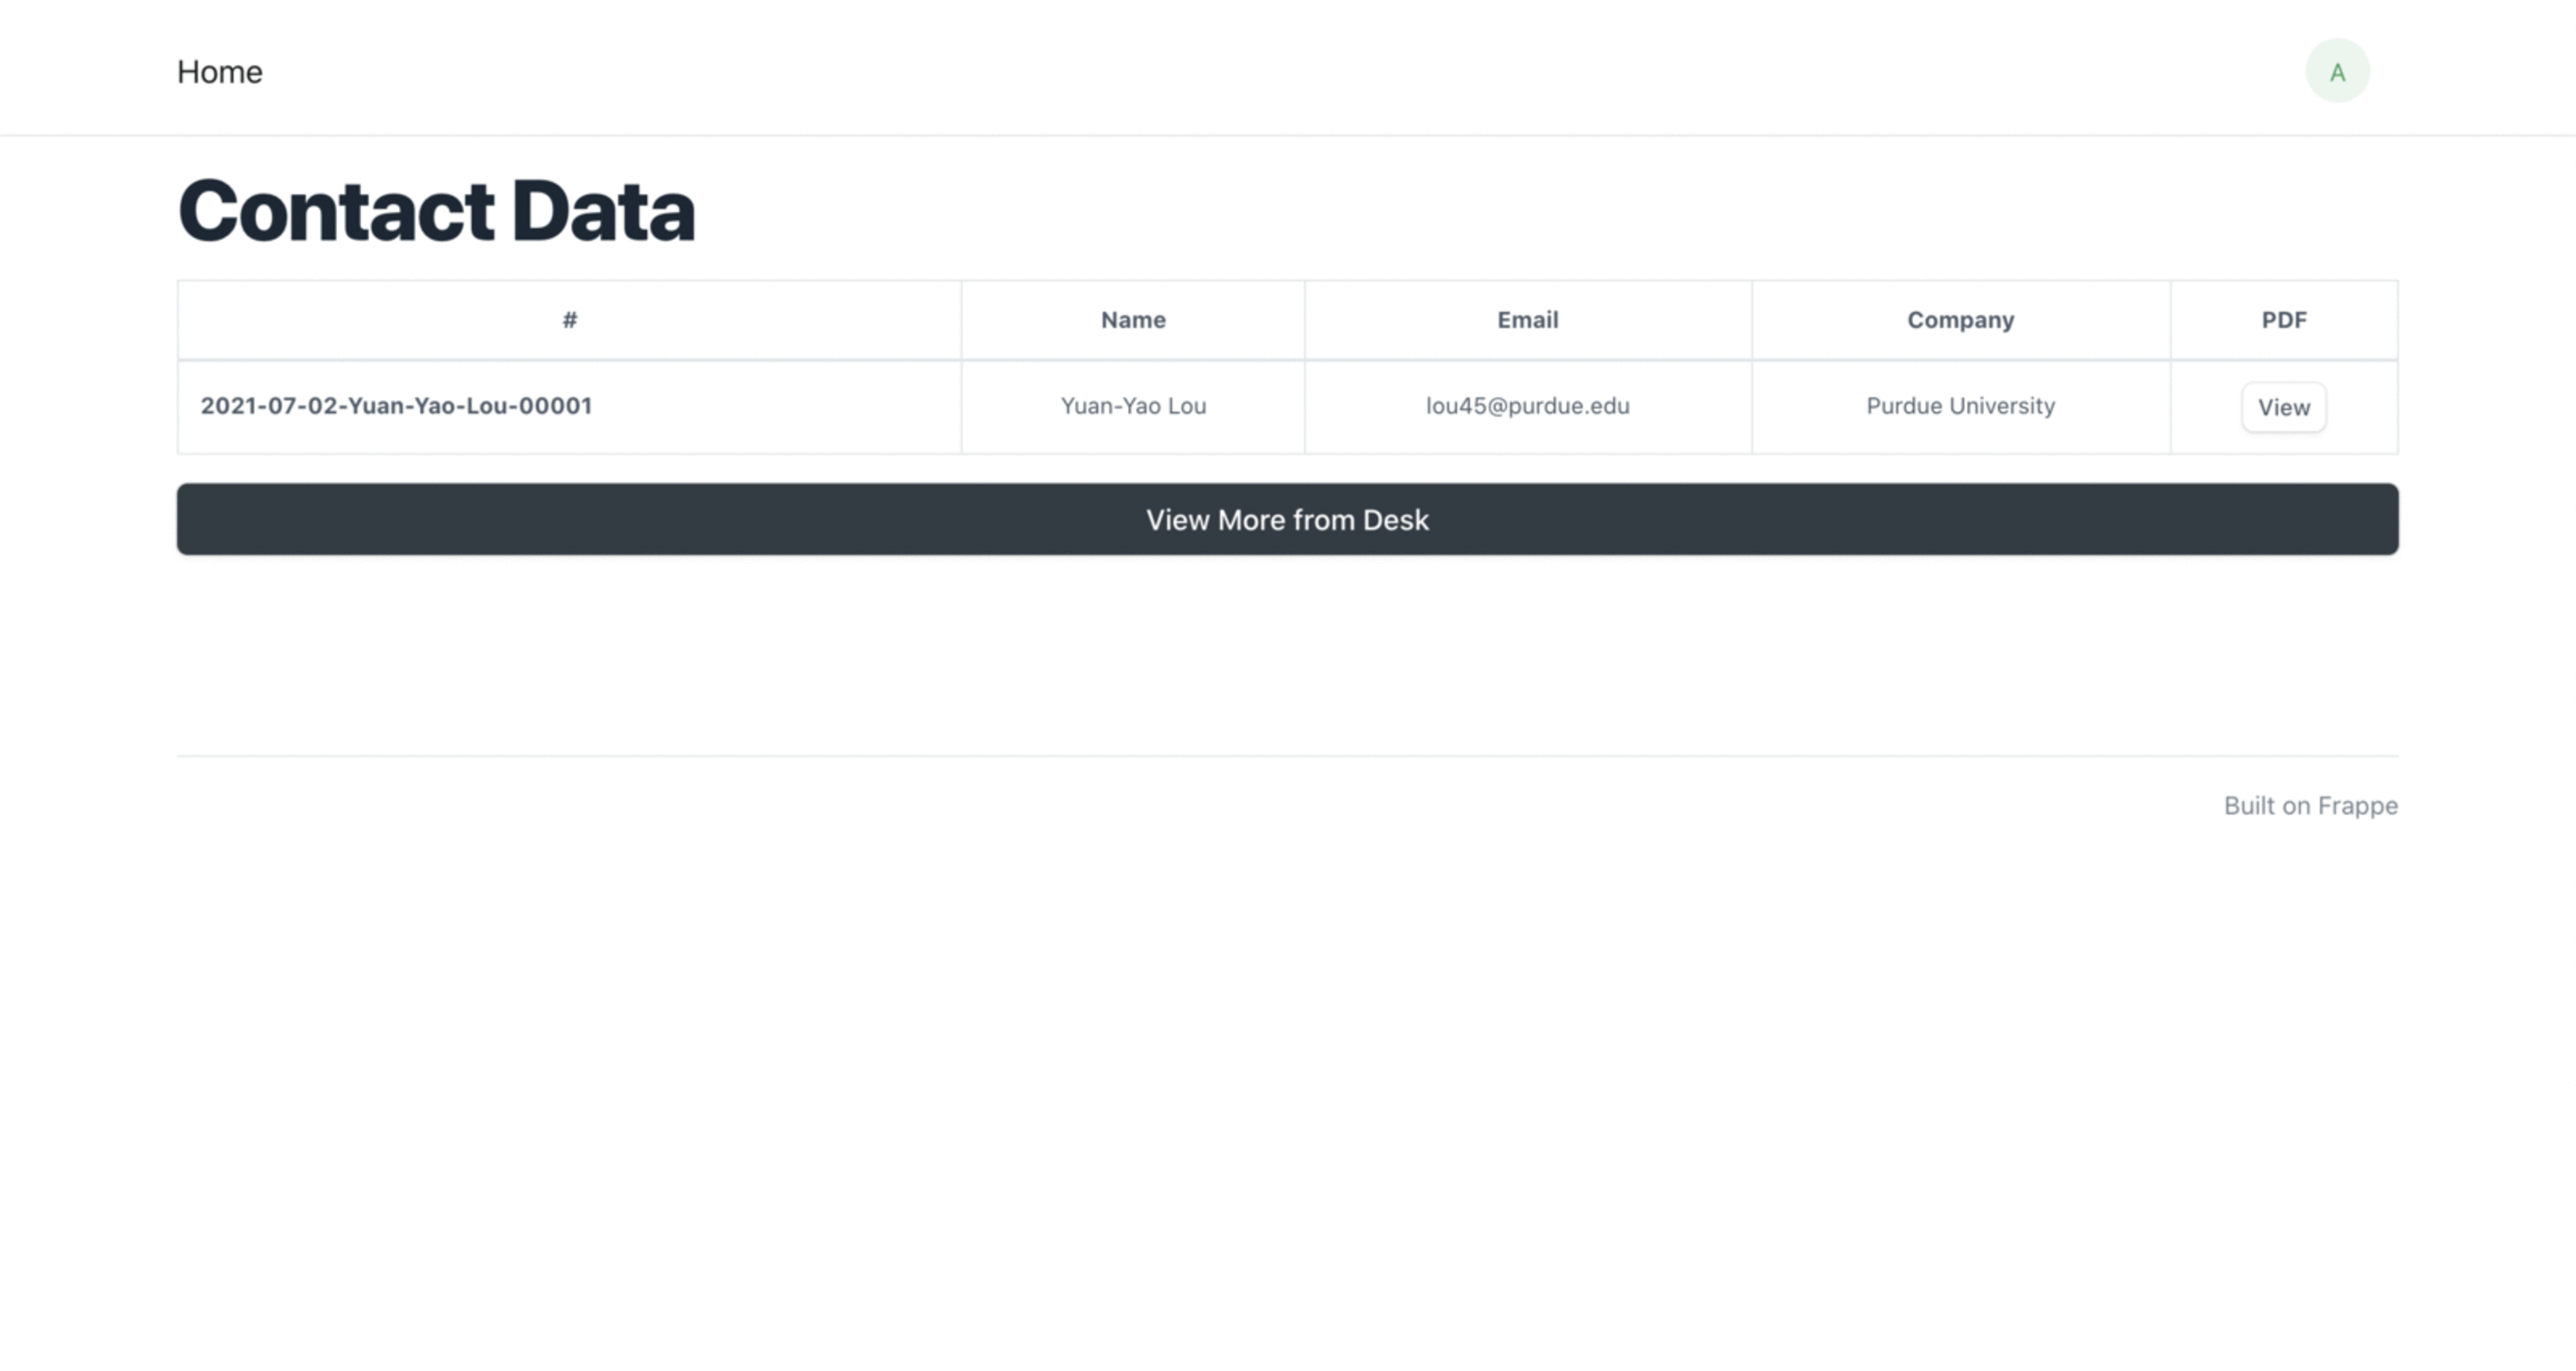 Home
A
Contact Data
# Name Email Company PDF
2021-07-02-Yuan-Yao-Lou-00001 Yuan-Yao Lou lou45@purdue.edu Purdue University View
View More from Desk
Built on Frappe